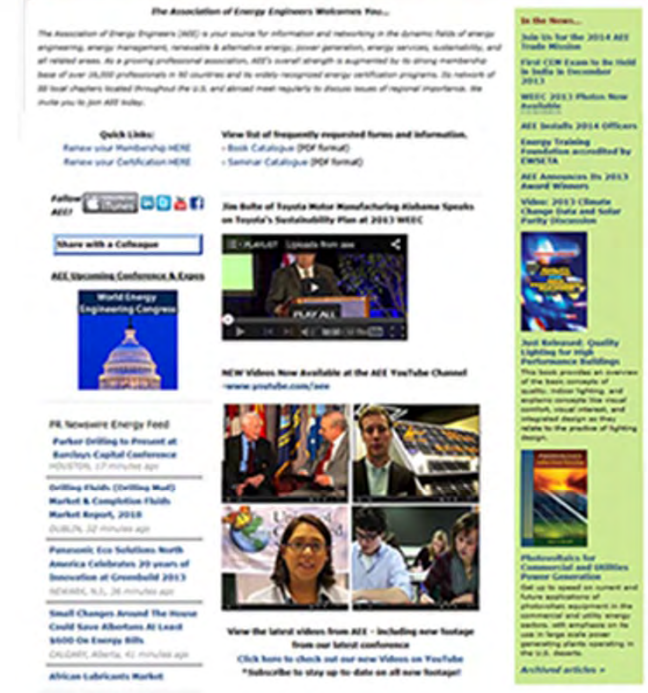 The Association of Energy Engineers Welcomes You...
The Association of Energy Engineers (AEE) is your source for information and networking in the dynamic fields of energy
engineering, energy management, renewable & alternative energy, power generation, energy services, sustainability, and
all related areas. As a growing professional association, AEE's overall strength is augmented by its strong membership
base of over 16,000 professionals in 90 countries and its widely recognized energy certification programs. Its network of
local chapters located throughout the U.S. and abroad meet regularly to discuss issues of regional importance. We
invite you to join AEE today.
Quick Links:
Renew your Membership HERE
Renew your Certification HERE
View list of frequently requested forms and information.
- Book Catalogue (PDF format)
- Seminar Catalogue (PDF format)
Follow
AEE!
Share with a Colleague
AEE Upcoming Conference & Expos
World Energy
Engineering Congress
Jim Bolte of Toyota Motor Manufacturing Alabama Speaks
on Toyota's Sustainability Plan at 2013 WEEC
PLAYLIST Uploads from aee
PLAY ALL
NEW Videos Now Available at the AEE YouTube Channel
-www.youtube.com/aee
PR Newswire Energy Feed
Parker Drilling to Present at
Barclays Capital Conference
HOUSTON, 17 minutes ago
Drilling Fluids (Drilling Mud)
Market & Completion Fluids
Market Report, 2018
DUBLIN, 32 minutes ago
Panasonic Eco Solutions North
America Celebrates 20 years of
Innovation at Greenbuild 2013
NEWARK, N.J., 36 minutes ago
Small Changes Around The House
Could Save Albertans At Least
$600 On Energy Bills
CALGARY, Alberta, 41 minutes ago
African Lubricants Market
View the latest videos from AEE - including new footage
from our latest conference
Click here to check out our new Videos on YouTube
*Subscribe to stay up-to-date on all new footage!
In the News...
Join Us for the 2014 AEE
Trade Mission
First CEM Exam to Be Held
in India in December
2013
WEEC 2013 Photos Now
Available
AEE Installs 2014 Officers
Energy Training
Foundation accredited by
EWSETA
AEE Announces Its 2013
Award Winners
Video: 2013 Climate
Change Data and Solar
Parity Discussion
Just Released: Quality
Lighting for High
Performance Buildings
This book provides an overview
of the basic concepts of
quality, indoor lighting, and
explains concepts like visual
comfort, visual interest, and
integrated design as they
relate to the practice of lighting
design.
Photovoltaics for
Commercial and Utilities
Power Generation
Get up to speed on current and
future applications of
photovoltaic equipment in the
commercial and utility energy
sectors, with emphasis on its
use in large scale power
generating plants operating in
the U.S. deserts.
Archived articles »